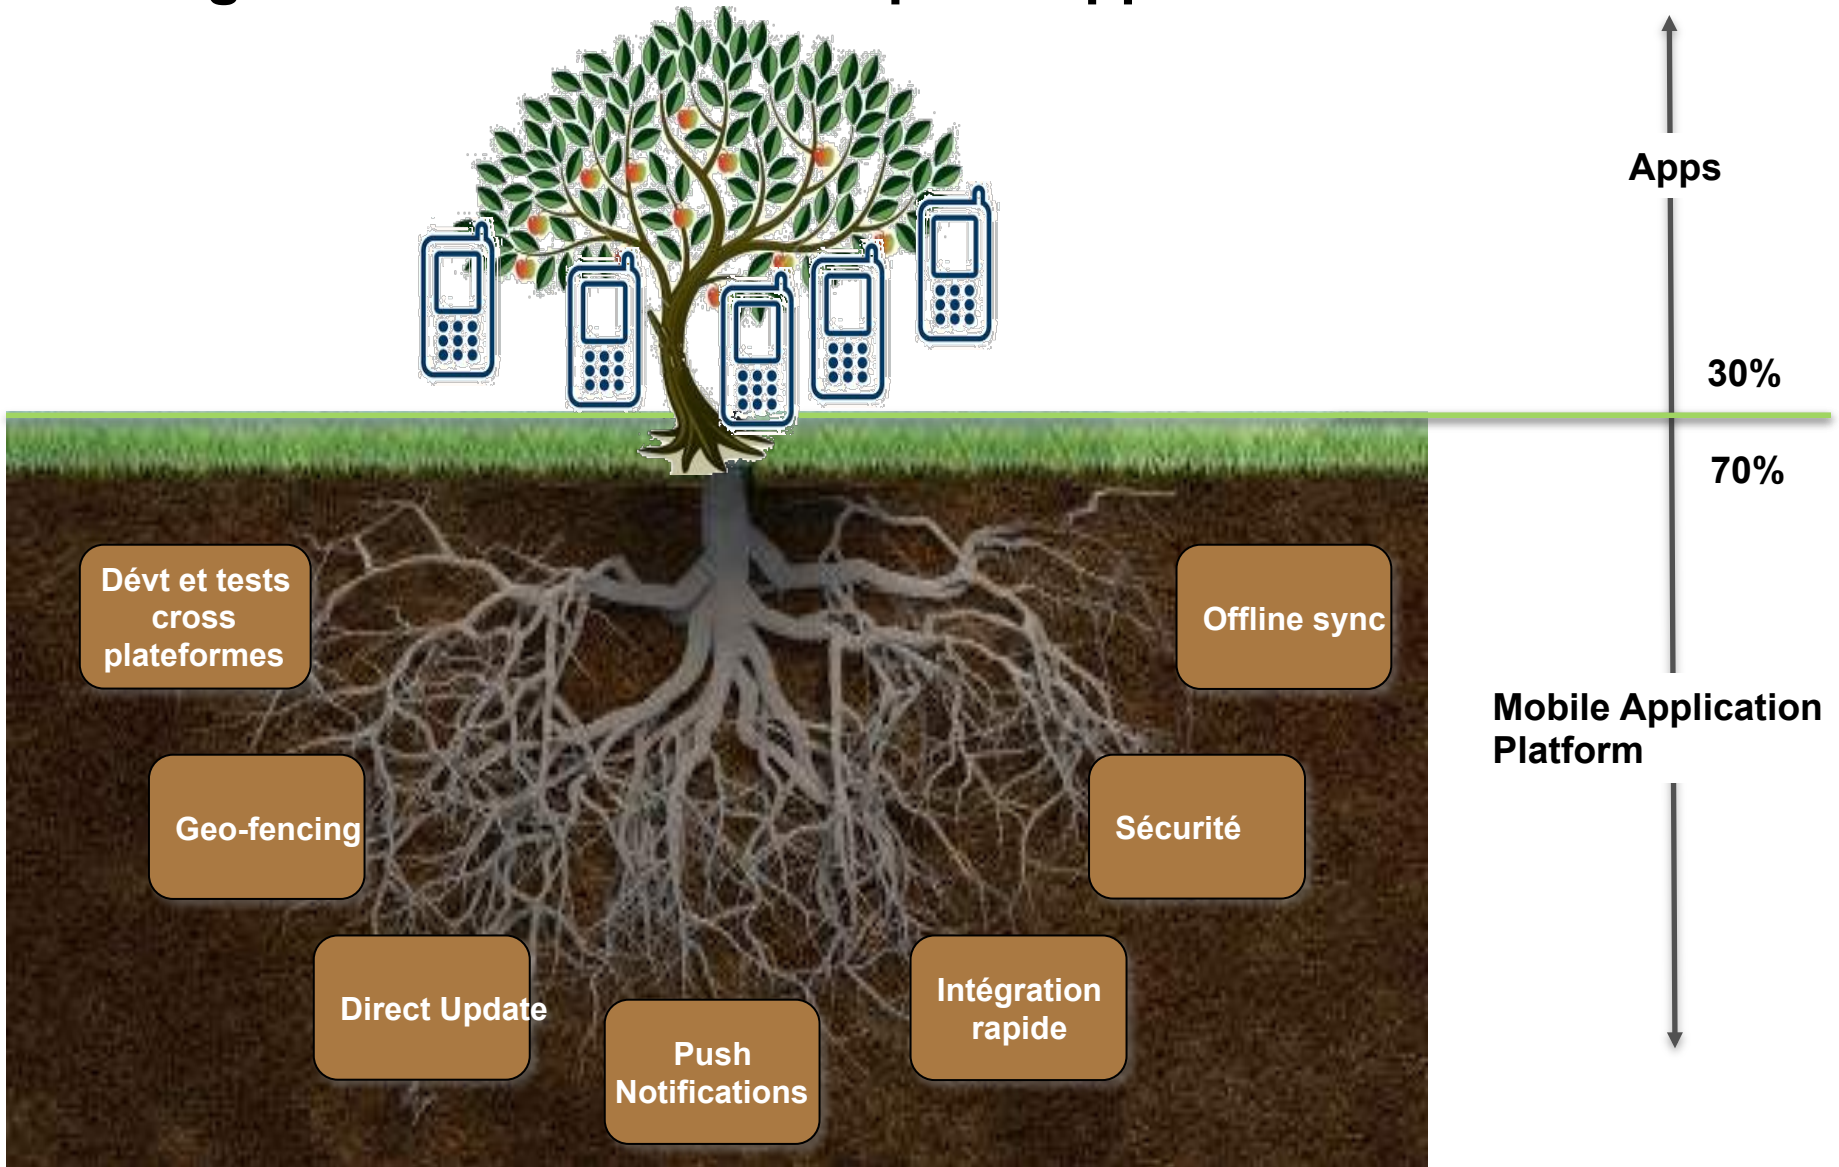 Apps
30%
70%
Dévt et tests
cross
plateformes
Offline sync
Mobile Application
Platform
Geo-fencing
Sécurité
Direct Update
Intégration
rapide
Push
Notifications